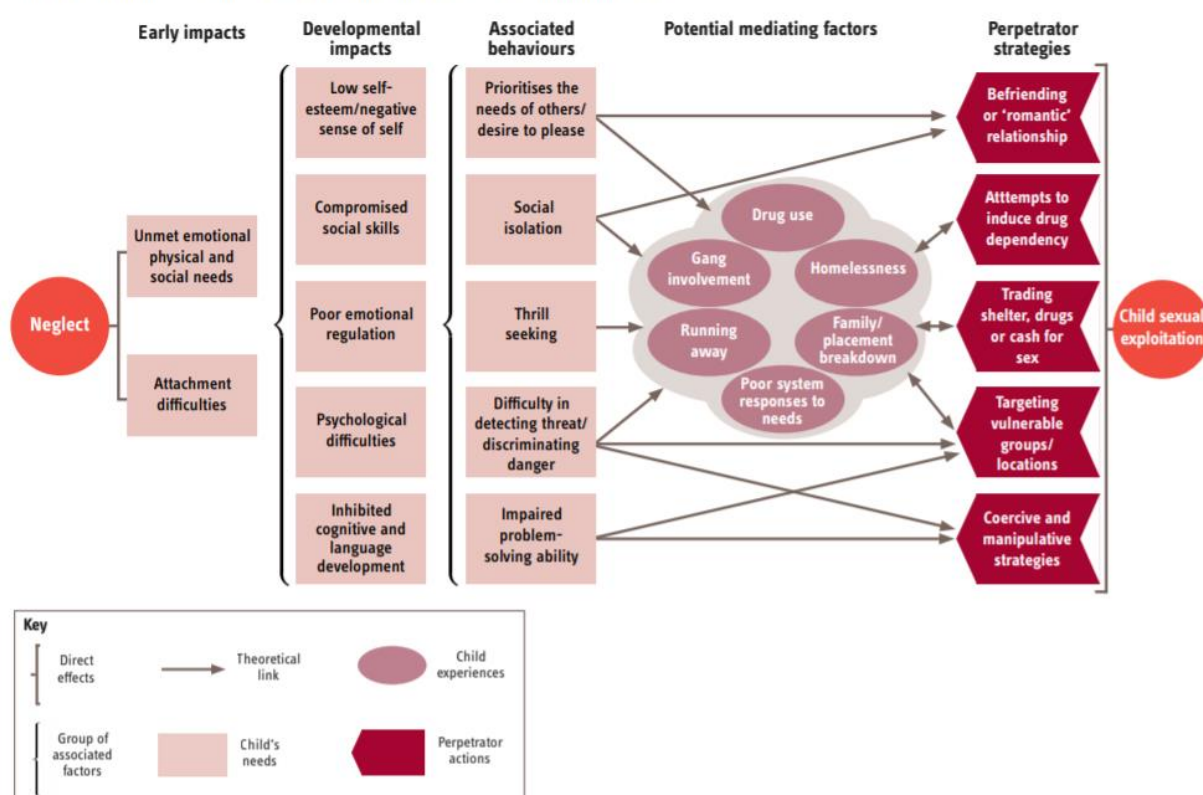 Early impacts
Developmental
impacts
Associated
behaviours
Potential mediating factors
Perpetrator
strategies
Neglect
Unmet emotional
physical and
social needs
Attachment
difficulties
Low self-
esteem/negative
sense of self
Compromised
social skills
Poor emotional
regulation
Psychological
difficulties
Inhibited
cognitive and
language
development
Prioritises the
needs of others/
desire to please
Social
isolation
Thrill
seeking
Difficulty in
detecting threat/
discriminating
danger
Impaired
problem-
solving ability
Drug use
Gang
involvement
Homelessness
Running
away
Family/
placement
breakdown
Poor system
responses to
needs
Befriending
or ‘romantic’
relationship
Atttempts to
induce drug
dependency
Trading
shelter, drugs
or cash for
sex
Targeting
vulnerable
groups/
locations
Coercive and
manipulative
strategies
Child sexual
exploitation
Key
Direct
effects
Theoretical
link
Child
experiences
Group of
associated
factors
Child's
needs
Perpetrator
actions